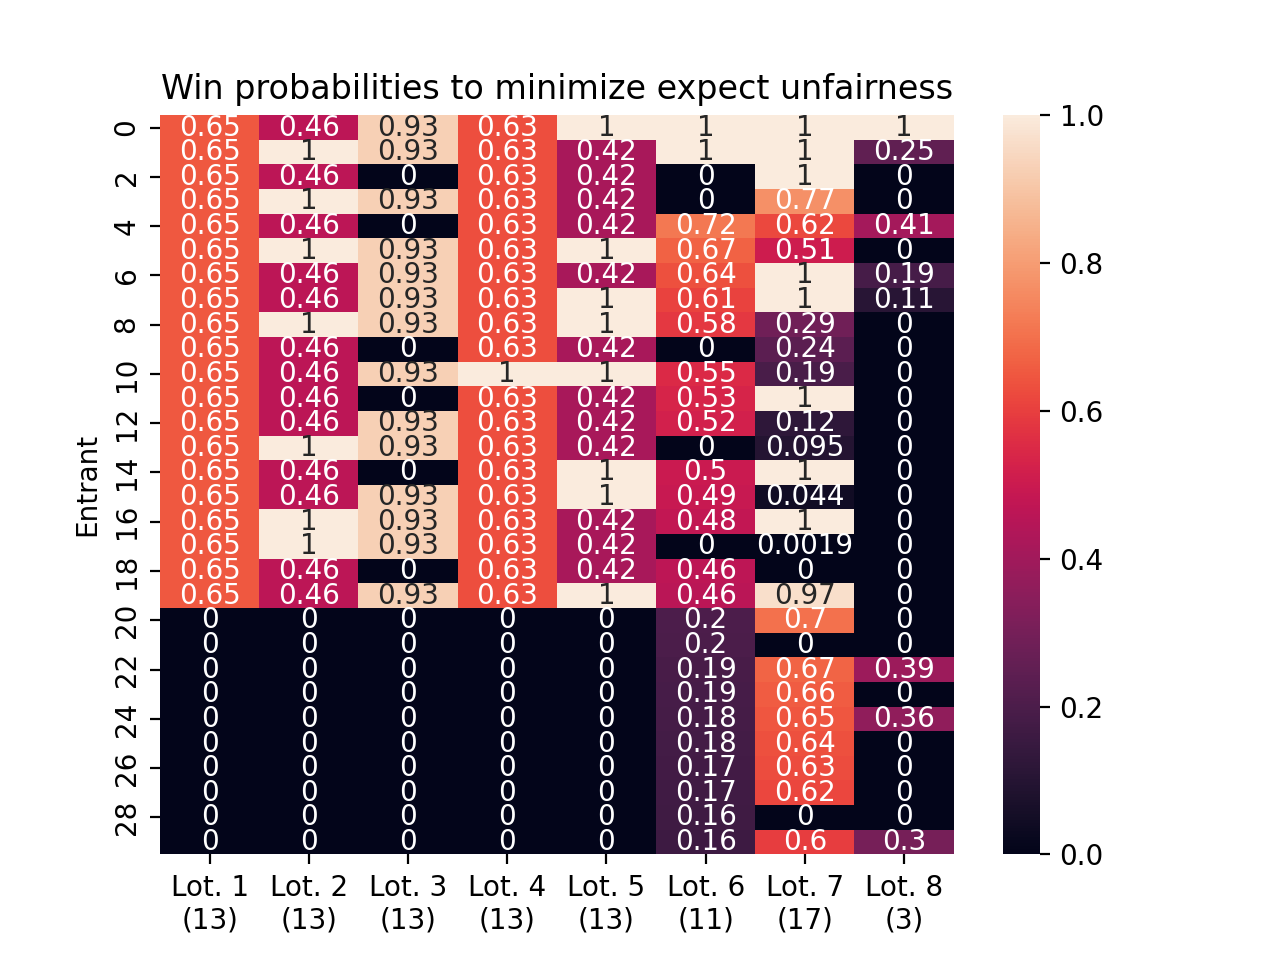 Win probabilities to minimize expect unfairness
0 0.65 0.46 0.93 0.63 1 1 1 1 1.0
0.65 1 0.93 0.63 0.42 1 1 0.25
2 0.65 0.46 0 0.63 0.42 0 1 0
0.65 1 0.93 0.63 0.42 0 0.77 0
4 0.65 0.46 0 0.63 0.42 0.72 0.62 0.41
0.65 1 0.93 0.63 1 0.67 0.51 0
0.8
6 0.65 0.46 0.93 0.63 0.42 0.64 1 0.19
0.65 0.46 0.93 0.63 1 0.61 1 0.11
8 0.65 1 0.93 0.63 1 0.58 0.29 0
0.65 0.46 0 0.63 0.42 0 0.24 0
10 0.65 0.46 0.93 1 1 0.55 0.19 0
0.65 0.46 0 0.63 0.42 0.53 1 0
0.6
12 0.65 0.46 0.93 0.63 0.42 0.52 0.12 0
0.65 1 0.93 0.63 0.42 0 0.095 0
14 0.65 0.46 0 0.63 1 0.5 1 0
Entrant
0.65 0.46 0.93 0.63 1 0.49 0.044 0
16 0.65 1 0.93 0.63 0.42 0.48 1 0
0.65 1 0.93 0.63 0.42 0 0.0019 0
0.4
18 0.65 0.46 0 0.63 0.42 0.46 0 0
0.65 0.46 0.93 0.63 1 0.46 0.97 0
20 0 0 0 0 0 0.2 0.7 0
0 0 0 0 0 0.2 0 0
22 0 0 0 0 0 0.19 0.67 0.39
0 0 0 0 0 0.19 0.66 0
0.2
24 0 0 0 0 0 0.18 0.65 0.36
0 0 0 0 0 0.18 0.64 0
26 0 0 0 0 0 0.17 0.63 0
0 0 0 0 0 0.17 0.62 0
28 0 0 0 0 0 0.16 0 0
0 0 0 0 0 0.16 0.6 0.3
0.0
Lot. 1 Lot. 2 Lot. 3 Lot. 4 Lot. 5 Lot. 6 Lot. 7 Lot. 8
(13) (13) (13) (13) (13) (11) (17) (3)